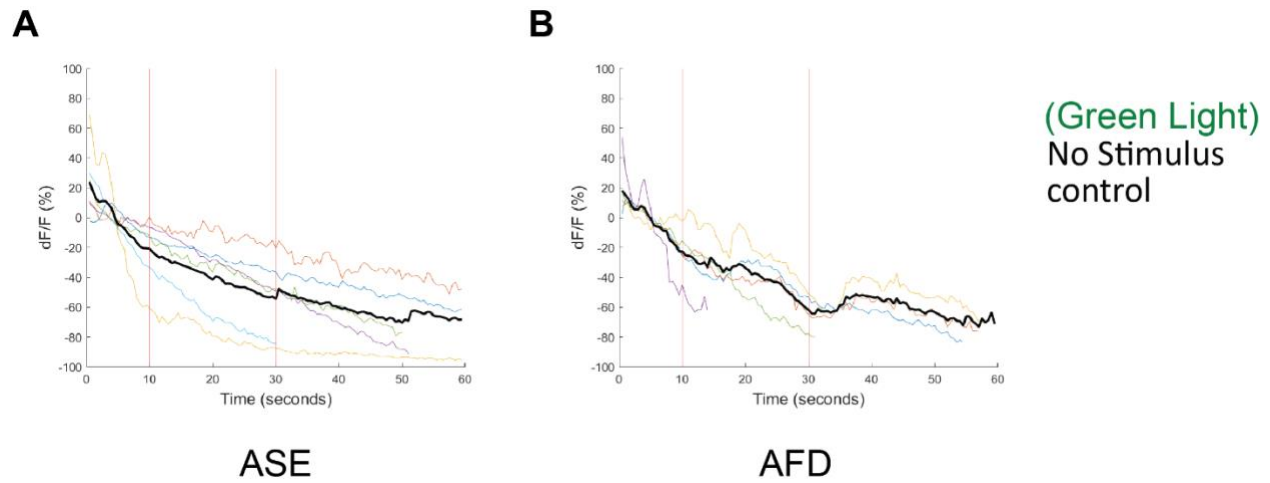 A
B
100
80
60
40
20
0
-20
-40
-60
-80
-100
dF/F (%)
0 10 20 30 40 50 60
Time (seconds)
ASE
100
80
60
40
20
0
-20
-40
-60
-80
-100
dF/F (%)
0 10 20 30 40 50 60
Time (seconds)
AFD
(Green Light)
No Stimulus
control